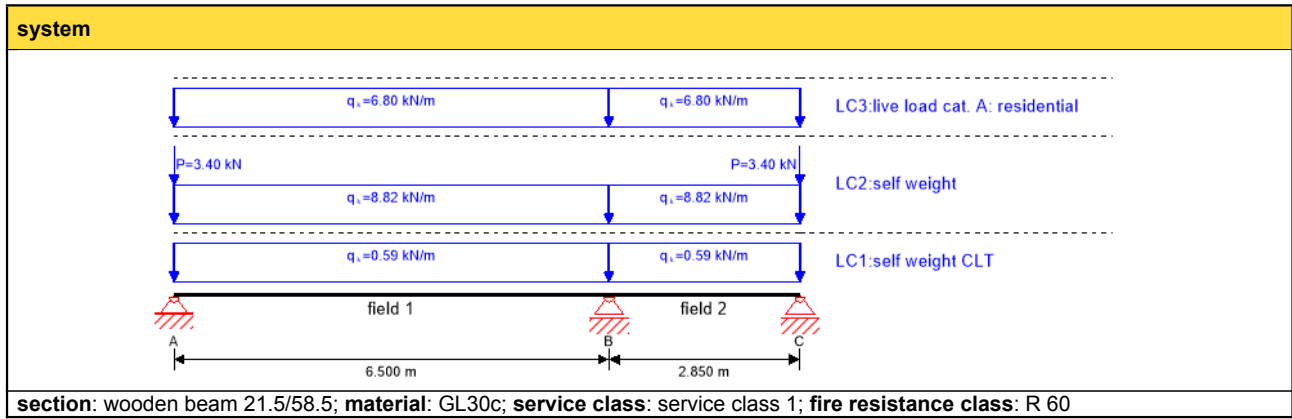 system
qₖ=6.80 kN/m qₖ=6.80 kN/m LC3:live load cat. A: residential
P=3.40 kN P=3.40 kN
qₖ=8.82 kN/m qₖ=8.82 kN/m LC2:self weight
qₖ=0.59 kN/m qₖ=0.59 kN/m LC1:self weight CLT
field 1 field 2
A B C
6.500 m 2.850 m
section: wooden beam 21.5/58.5; material: GL30c; service class: service class 1; fire resistance class: R 60